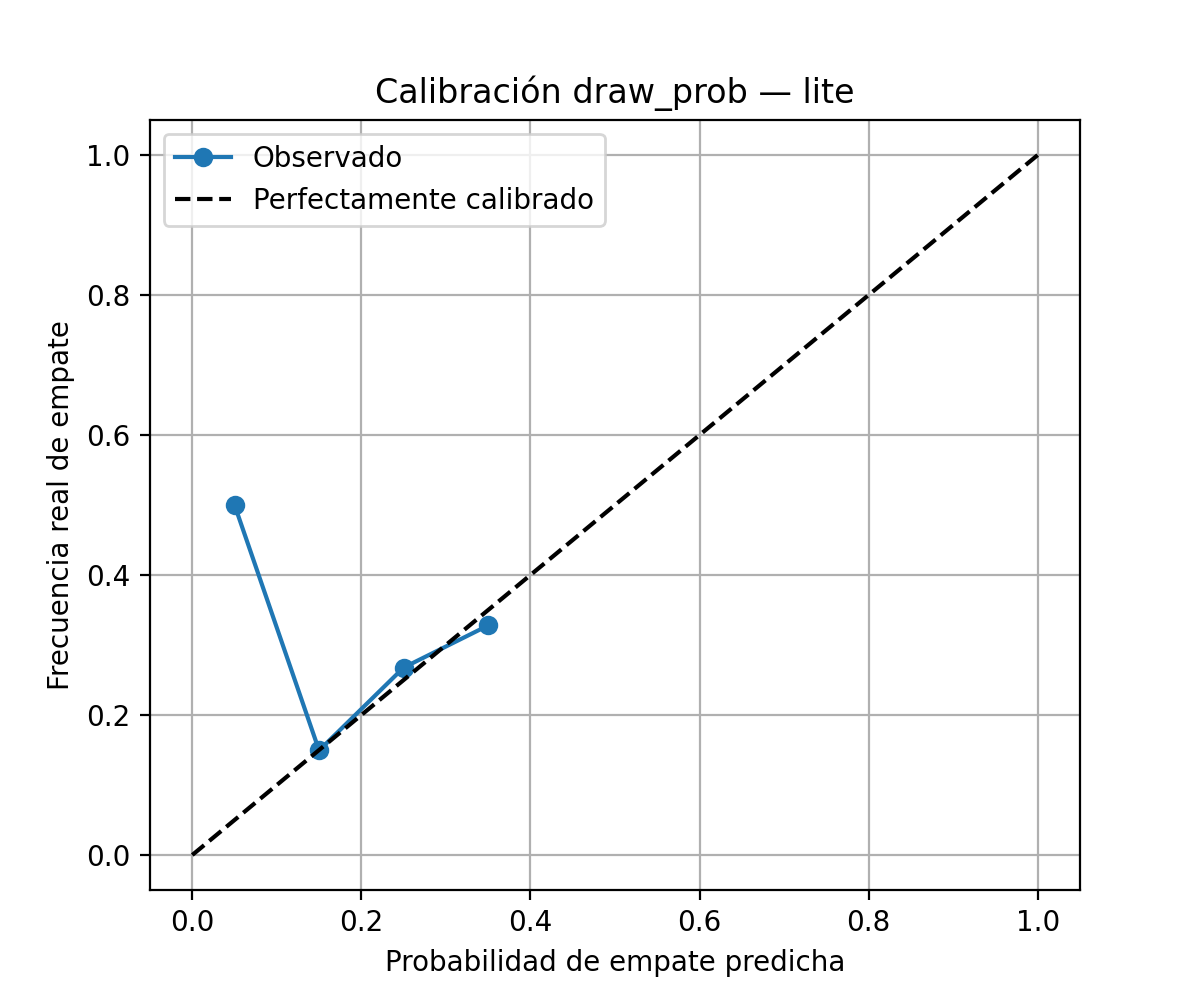 Calibración draw_prob — lite
Observado
Perfectamente calibrado
1.0
0.8
0.6
0.4
0.2
0.0
Frecuencia real de empate
0.0 0.2 0.4 0.6 0.8 1.0
Probabilidad de empate predicha